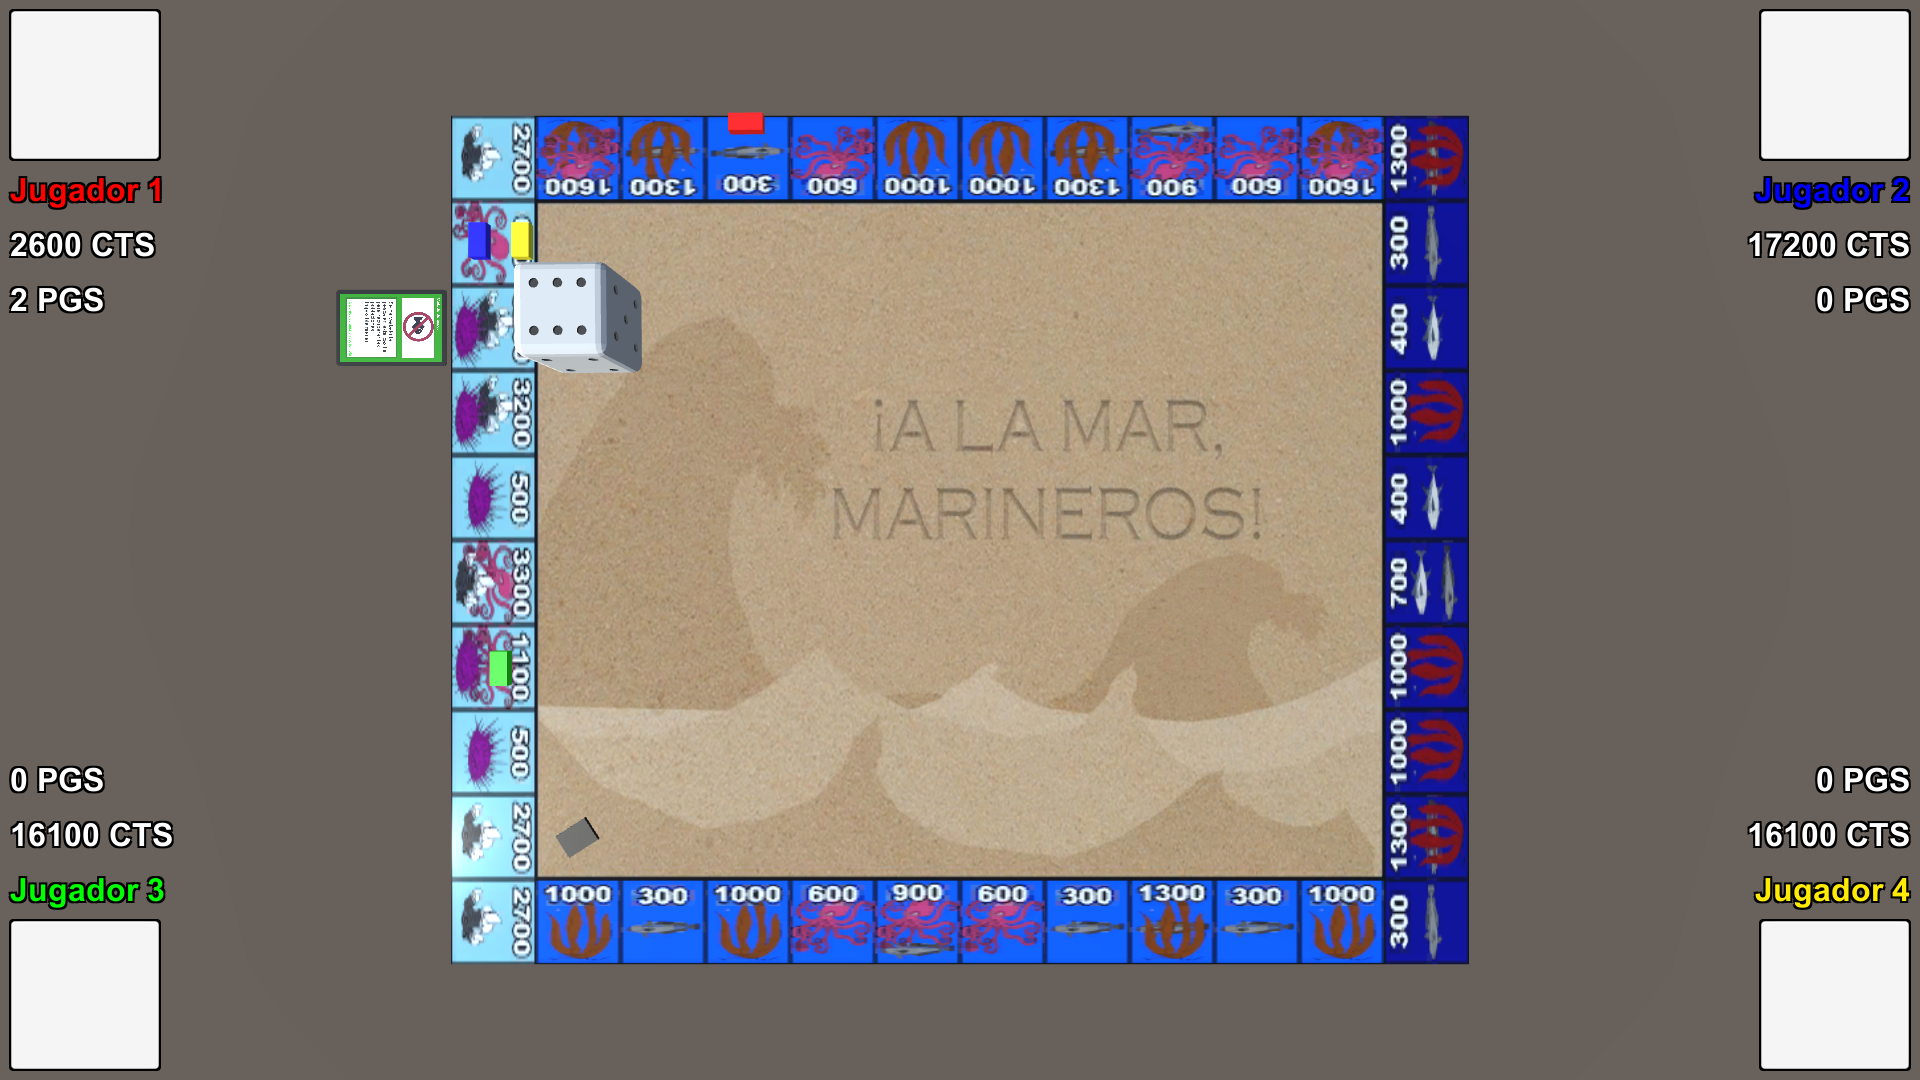 Jugador 1
2600 CTS
2 PGS
Jugador 2
17200 CTS
0 PGS
2700
1600
1300
300
600
1000
1000
1300
900
600
1600
1300
300
400
1000
400
700
1000
1000
1300
300
3200
500
3300
1100
500
2700
2700
¡A LA MAR,
MARINEROS!
1000
300
1000
600
900
600
300
1300
300
1000
0 PGS
16100 CTS
Jugador 3
0 PGS
16100 CTS
Jugador 4